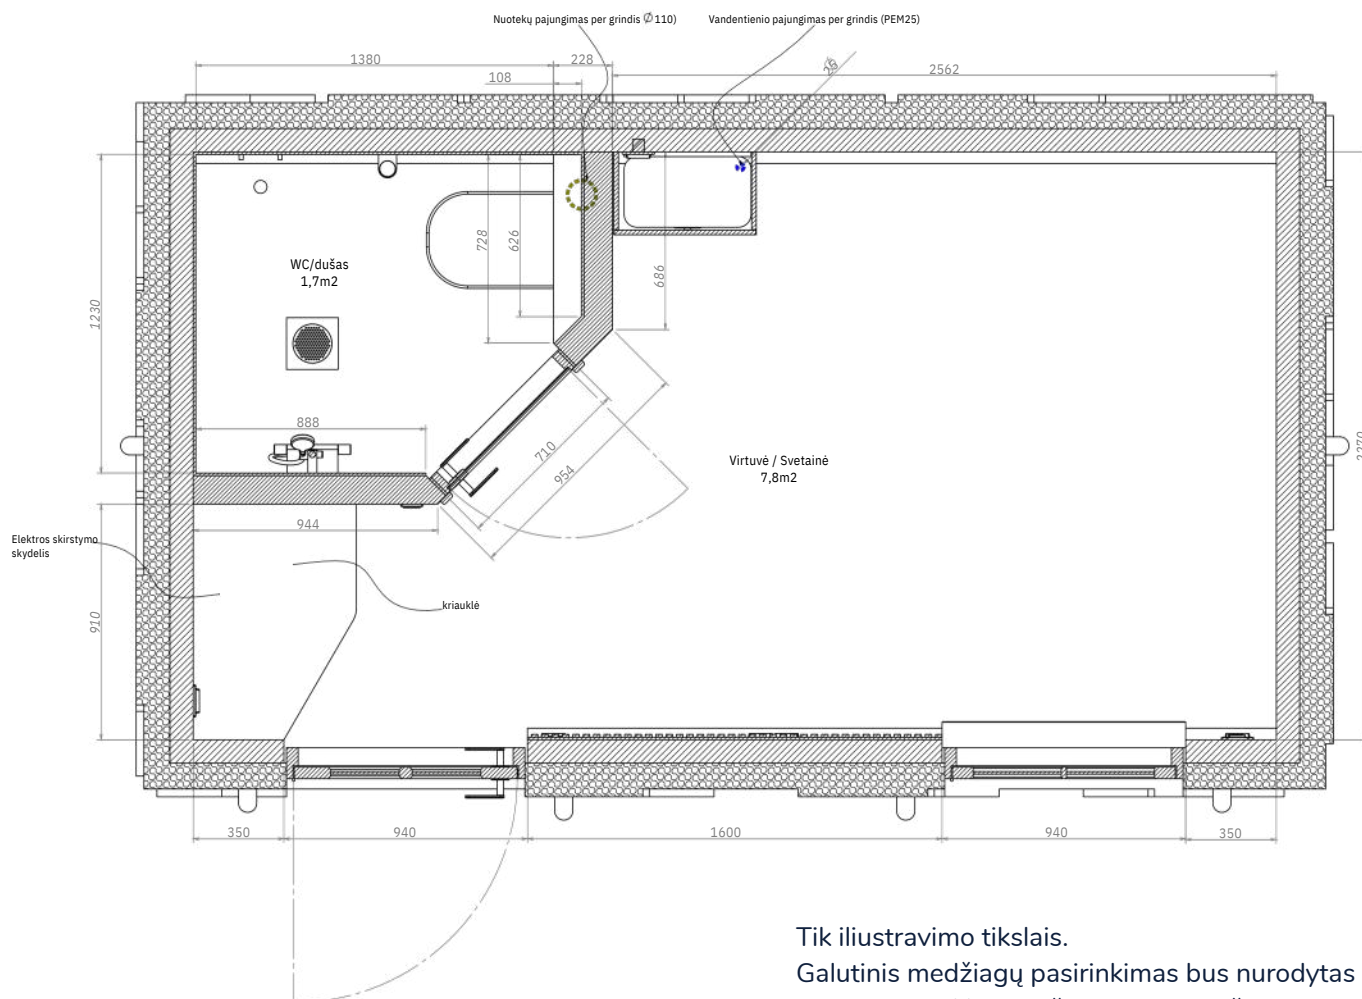 Nuotekų pajungimas per grindis ∅110)
Vandentienio pajungimas per grindis (PEM25)
1380
228
108
2562
WC/dušas
1,7m2
728
626
686
1230
888
710
954
Virtuvė / Svetainė
7,8m2
944
Elektros skirstymo
skydelis
kriauklė
910
350
940
1600
940
350
Tik iliustravimo tikslais.
Galutinis medžiagų pasirinkimas bus nurodytas